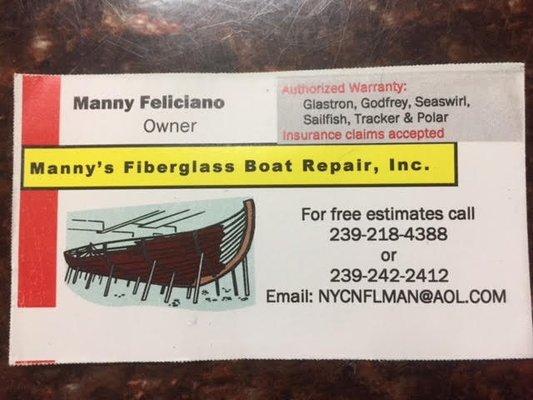 Manny Feliciano
Owner
Authorized Warranty:
Glastron, Godfrey, Seaswirl,
Sailfish, Tracker & Polar
Insurance claims accepted
Manny's Fiberglass Boat Repair, Inc.
For free estimates call
239-218-4388
or
239-242-2412
Email: NYCNFLMAN@AOL.COM